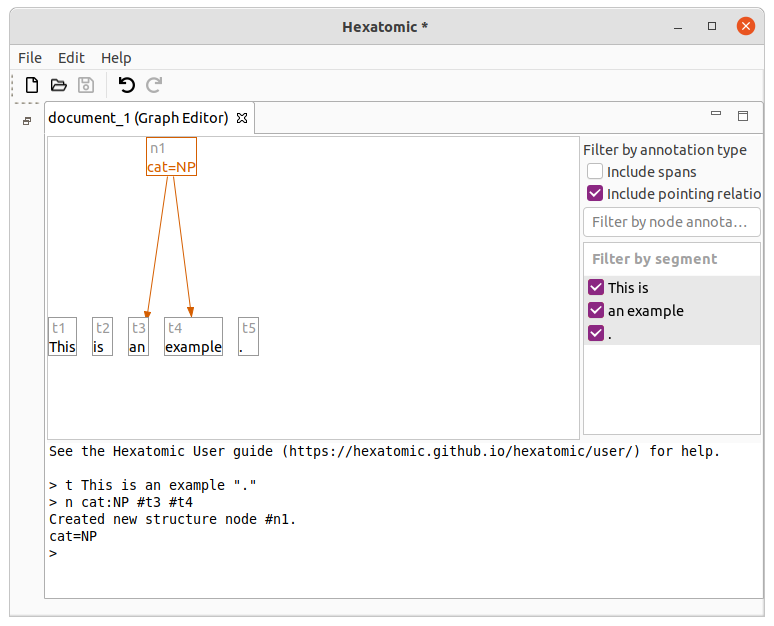 Hexatomic *
File Edit Help
document_1 (Graph Editor)
n1
cat=NP
t1 t2 t3 t4 t5
This is an example .
Filter by annotation type
Include spans
Include pointing relatio
Filter by node annota...
Filter by segment
This is
an example
.
See the Hexatomic User guide (https://hexatomic.github.io/hexatomic/user/) for help.
> t This is an example "."
> n cat:NP #t3 #t4
Created new structure node #n1.
cat=NP
>